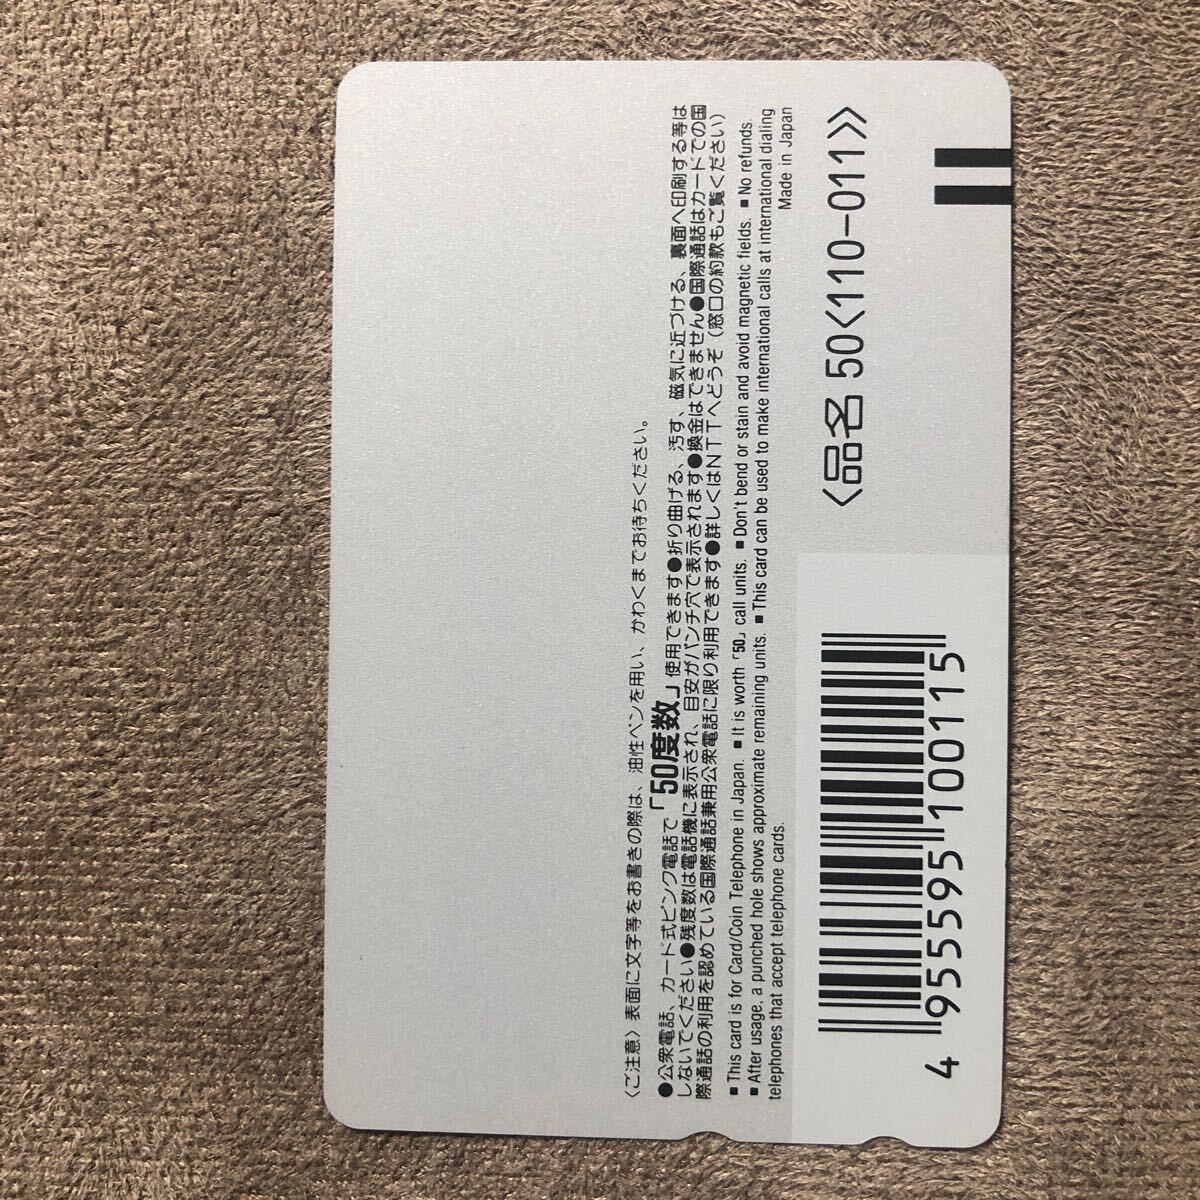 〈ご注意〉表面に文字等をお書きの際は、油性ペンを用い、かわくまでお待ちください。
●公衆電話、カード式ピンク電話で「50度数」使用できます●折り曲げる、汚す、磁気に近づける、裏面へ印刷する等は
しないでください●残度数は電話機に表示され、目安がパンチ穴で表示されます●換金はできません●国際通話はカードでの国
際通話の利用を認めている国際通話兼用公衆電話に限り利用できます●詳しくはNTTへどうぞ（窓口の約款もご覧ください）
■ This card is for Card/Coin Telephone in Japan. ■ It is worth「50」call units. ■ Don't bend or stain and avoid magnetic fields. ■ No refunds.
■ After usage, a punched hole shows approximate remaining units. ■ This card can be used to make international calls at international dialing
telephones that accept telephone cards.
Made in Japan
〈品名 50〈110-011〉〉
4 955595 100115